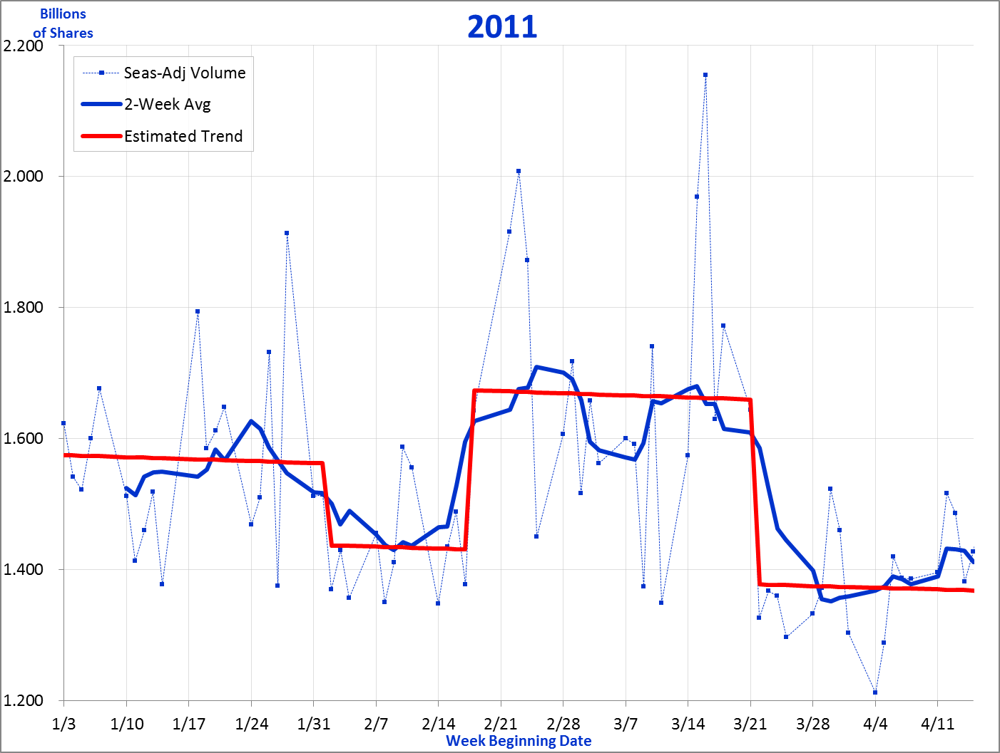 2011
Billions
of Shares
2.200
2.000
1.800
1.600
1.400
1.200
Seas-Adj Volume
2-Week Avg
Estimated Trend
1/3 1/10 1/17 1/24 1/31 2/7 2/14 2/21 2/28 3/7 3/14 3/21 3/28 4/4 4/11
Week Beginning Date